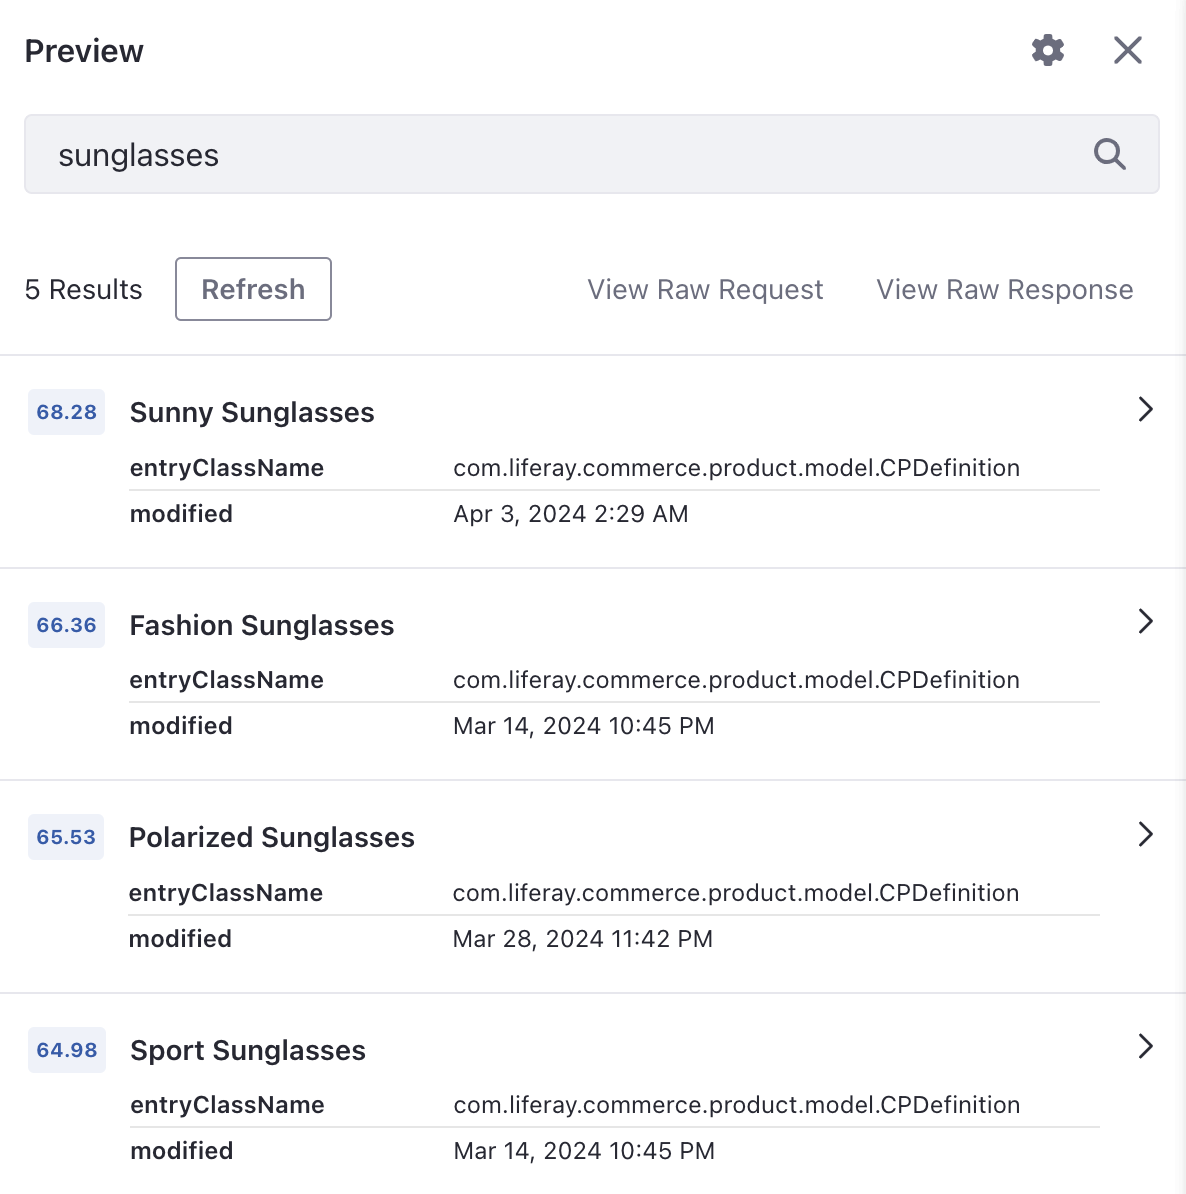 Preview
sunglasses
5 Results Refresh View Raw Request View Raw Response
68.28 Sunny Sunglasses
entryClassName com.liferay.commerce.product.model.CPDefinition
modified Apr 3, 2024 2:29 AM
66.36 Fashion Sunglasses
entryClassName com.liferay.commerce.product.model.CPDefinition
modified Mar 14, 2024 10:45 PM
65.53 Polarized Sunglasses
entryClassName com.liferay.commerce.product.model.CPDefinition
modified Mar 28, 2024 11:42 PM
64.98 Sport Sunglasses
entryClassName com.liferay.commerce.product.model.CPDefinition
modified Mar 14, 2024 10:45 PM